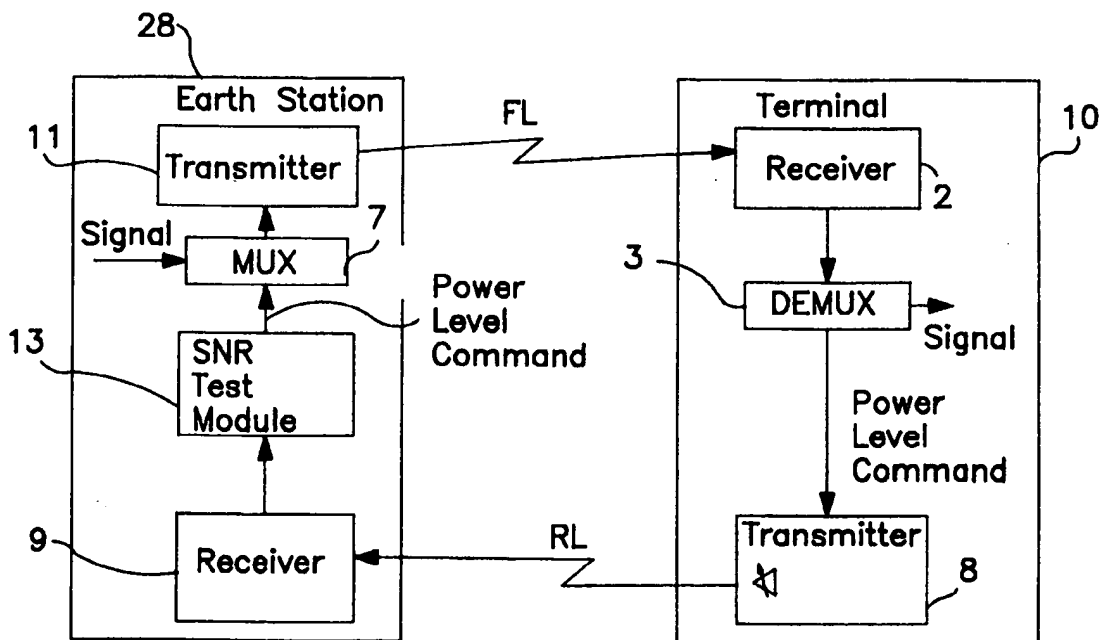 28
Earth Station
11
Transmitter
Signal
7
MUX
Power
Level
Command
13
SNR
Test
Module
9
Receiver
FL
RL
Terminal
10
Receiver
2
3
DEMUX
Signal
Power
Level
Command
Transmitter
8